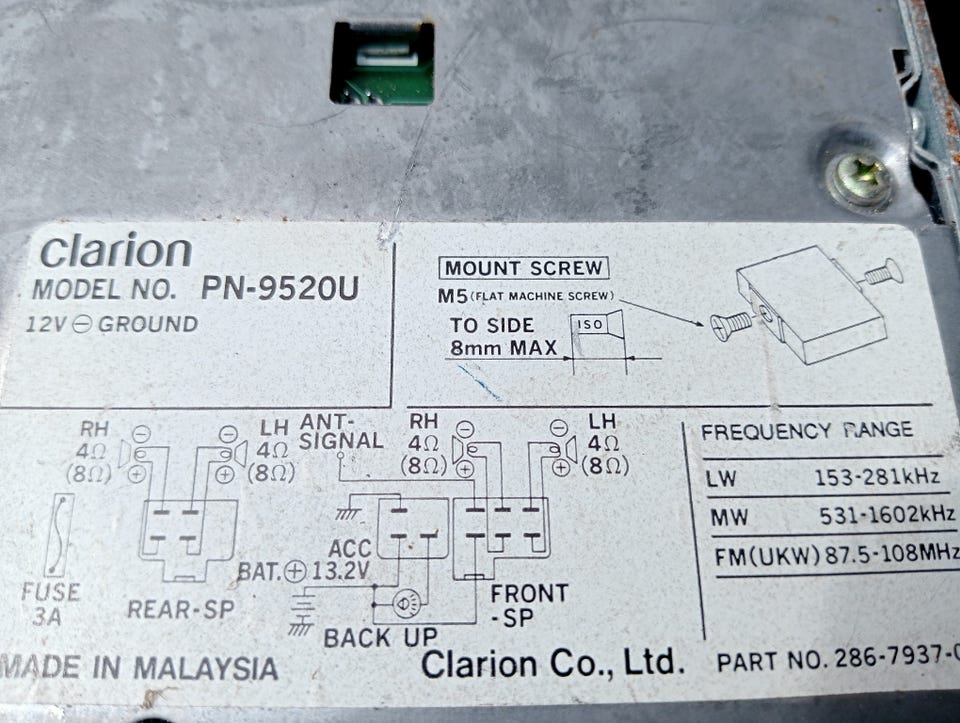 clarion
MODEL NO. PN-9520U
12V ⊖ GROUND
MOUNT SCREW
M5 (FLAT MACHINE SCREW)
TO SIDE
8mm MAX
ISO
RH
4Ω
(8Ω)
⊖
⊕
⊖
⊕
LH
4Ω
(8Ω)
ANT-
SIGNAL
RH
4Ω
(8Ω)
⊖
⊕
⊖
⊕
LH
4Ω
(8Ω)
FUSE
3A
REAR-SP
ACC
BAT. ⊕ 13.2V
BACK UP
FRONT
-SP
FREQUENCY RANGE
LW 153-281kHz
MW 531-1602kHz
FM(UKW) 87.5-108MHz
MADE IN MALAYSIA
Clarion Co., Ltd.
PART NO. 286-7937-